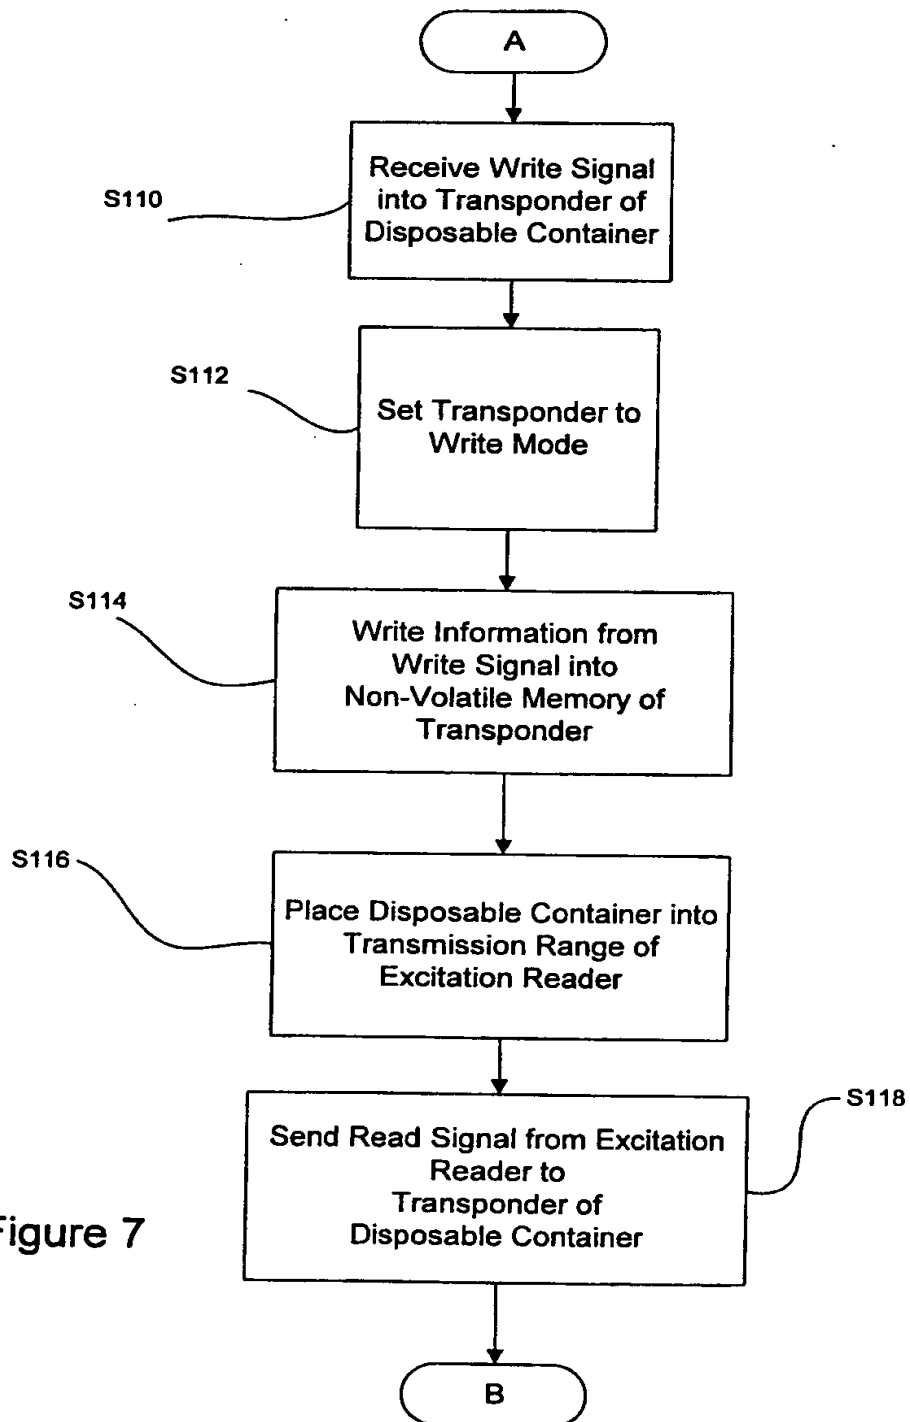 A
S110
Receive Write Signal
into Transponder of
Disposable Container
S112
Set Transponder to
Write Mode
S114
Write Information from
Write Signal into
Non-Volatile Memory of
Transponder
S116
Place Disposable Container into
Transmission Range of
Excitation Reader
S118
Send Read Signal from Excitation
Reader to
Transponder of
Disposable Container
Figure 7
B